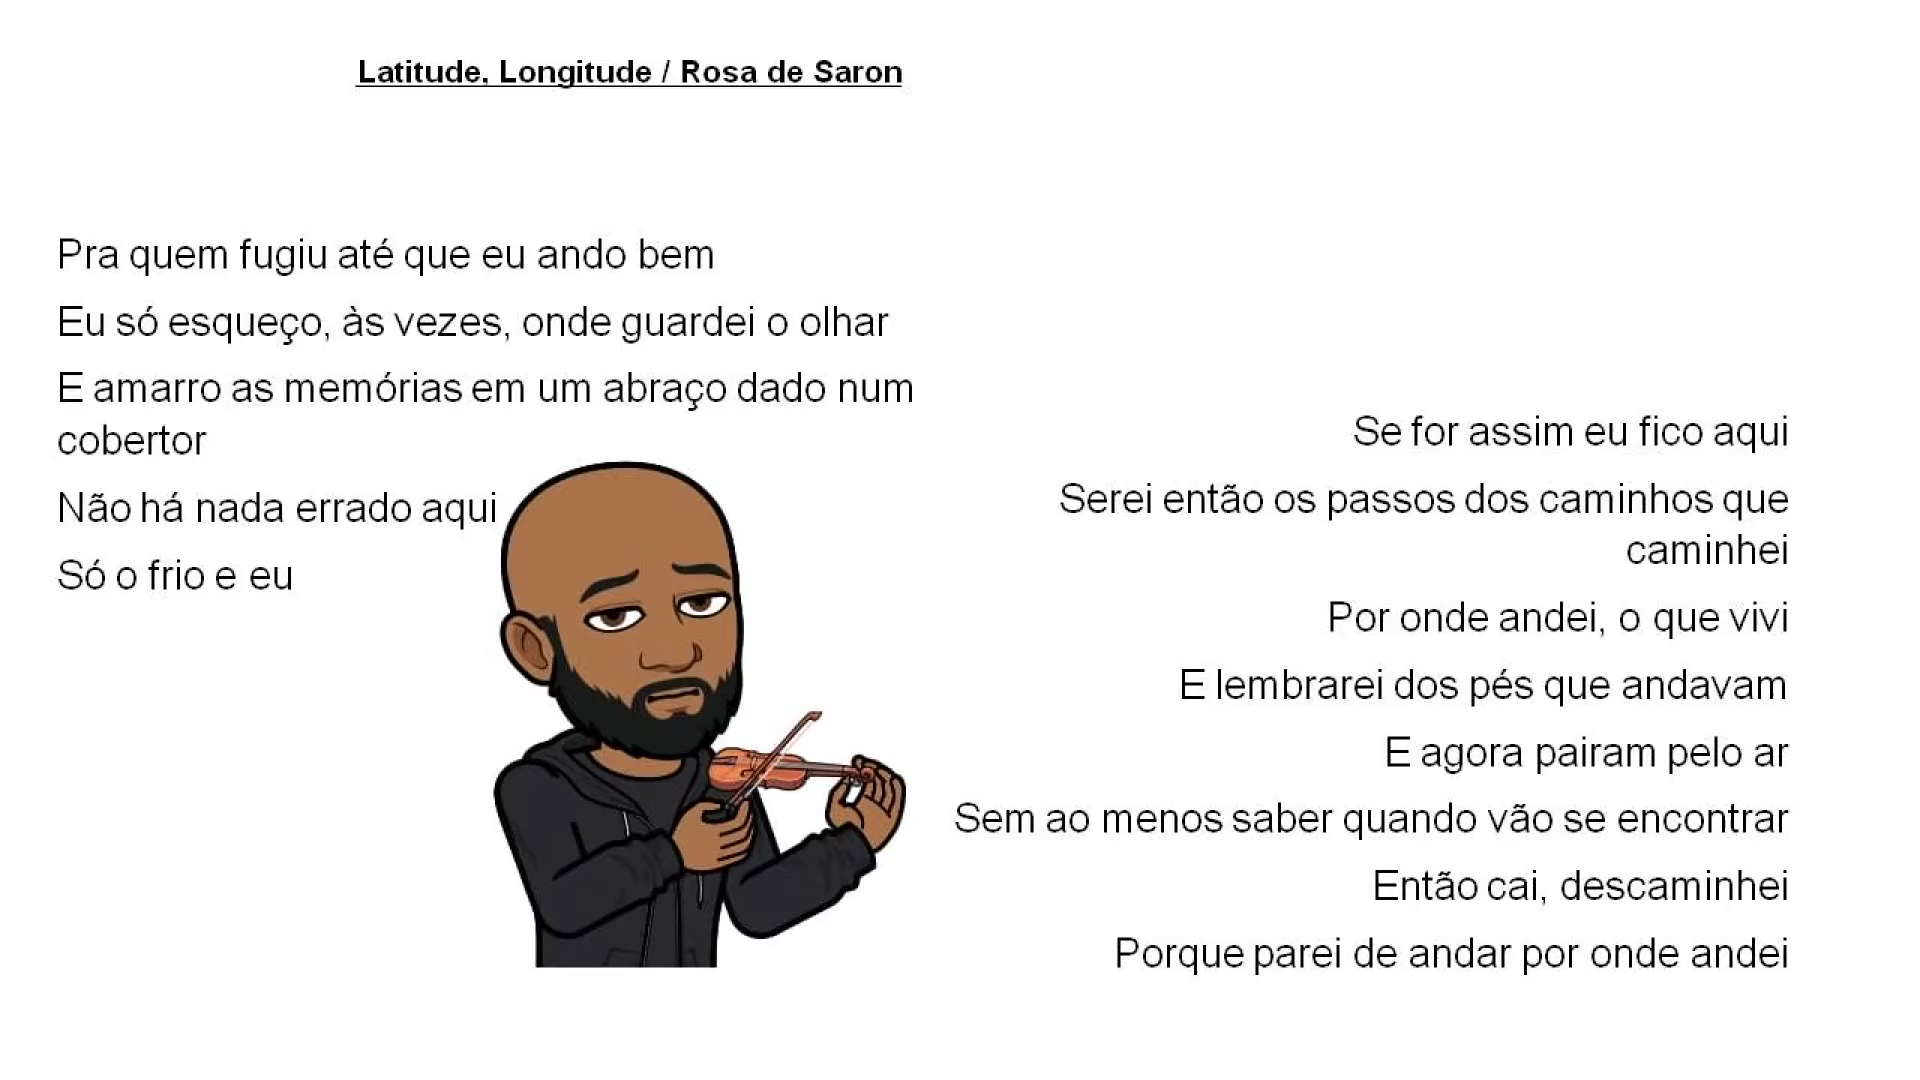 Latitude, Longitude / Rosa de Saron
Pra quem fugiu até que eu ando bem
Eu só esqueço, às vezes, onde guardei o olhar
E amarro as memórias em um abraço dado num
cobertor
Não há nada errado aqui
Só o frio e eu
Se for assim eu fico aqui
Serei então os passos dos caminhos que
caminhei
Por onde andei, o que vivi
E lembrarei dos pés que andavam
E agora pairam pelo ar
Sem ao menos saber quando vão se encontrar
Então cai, descaminhei
Porque parei de andar por onde andei